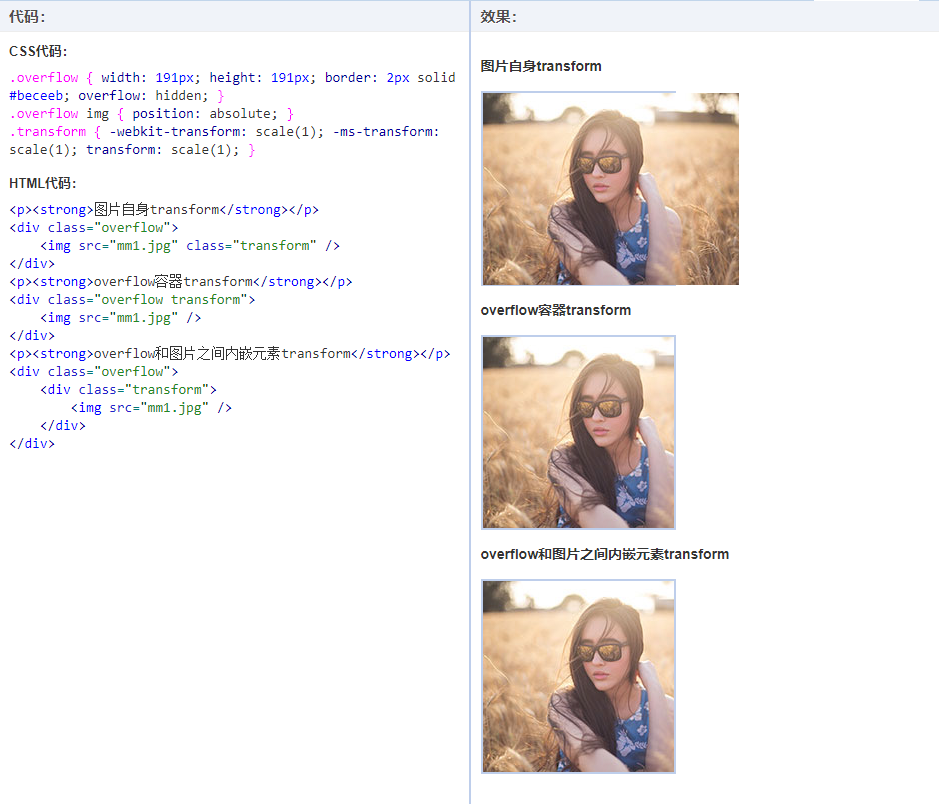 代码：
CSS代码：
.overflow { width: 191px; height: 191px; border: 2px solid
#beceeb; overflow: hidden; }
.overflow img { position: absolute; }
.transform { -webkit-transform: scale(1); -ms-transform:
scale(1); transform: scale(1); }
HTML代码：
<p><strong>图片自身transform</strong></p>
<div class="overflow">
    <img src="mm1.jpg" class="transform" />
</div>
<p><strong>overflow容器transform</strong></p>
<div class="overflow transform">
    <img src="mm1.jpg" />
</div>
<p><strong>overflow和图片之间内嵌元素transform</strong></p>
<div class="overflow">
    <div class="transform">
        <img src="mm1.jpg" />
    </div>
</div>
效果：
图片自身transform
overflow容器transform
overflow和图片之间内嵌元素transform